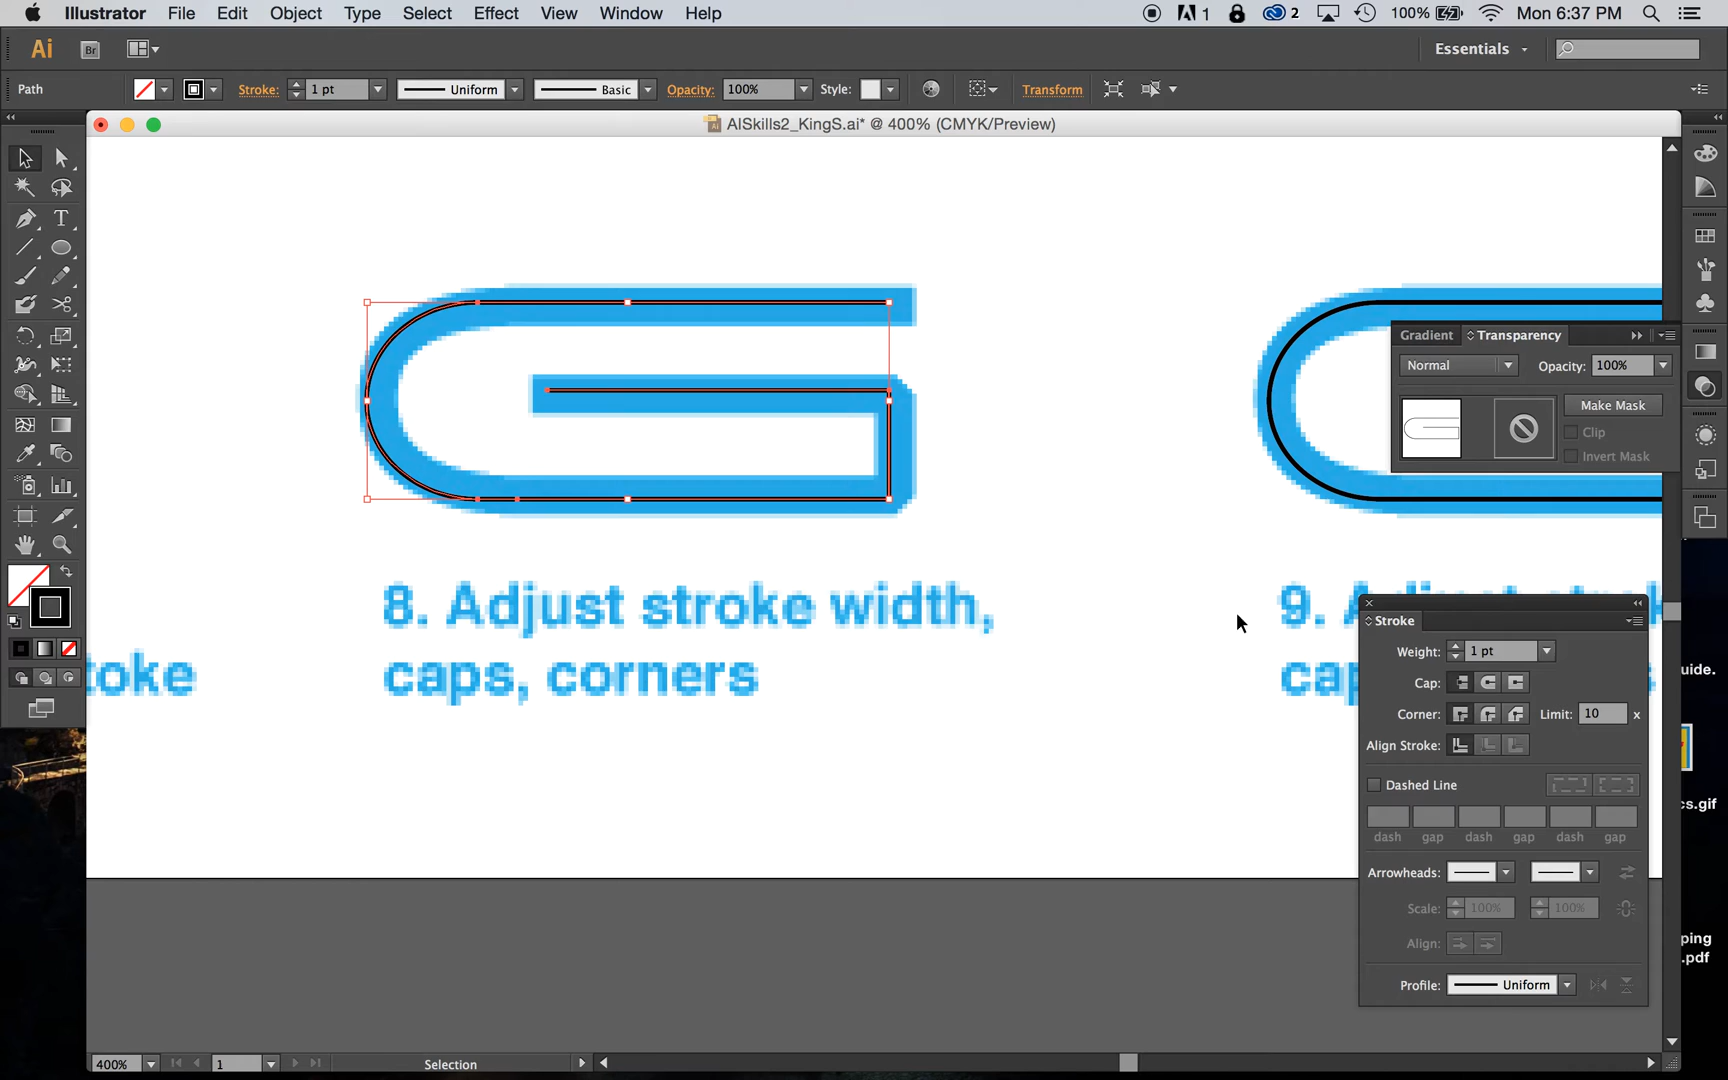 Illustrator File Edit Object Type Select Effect View Window Help
1 2 100% Mon 6:37 PM
Ai Br Essentials
Path Stroke: 1 pt Uniform Basic Opacity: 100% Style: Transform
AISkills2_KingS.ai* @ 400% (CMYK/Preview)
Gradient Transparency
Normal Opacity: 100%
Make Mask
Clip
Invert Mask
8. Adjust stroke width,
caps, corners
toke
9.
cap
Stroke
Weight: 1 pt
Cap:
Corner: Limit: 10 x
Align Stroke:
Dashed Line
dash gap dash gap dash gap
Arrowheads:
Scale: 100% 100%
Align:
Profile: Uniform
uide.
cs.gif
ping
.pdf
400% 1 Selection